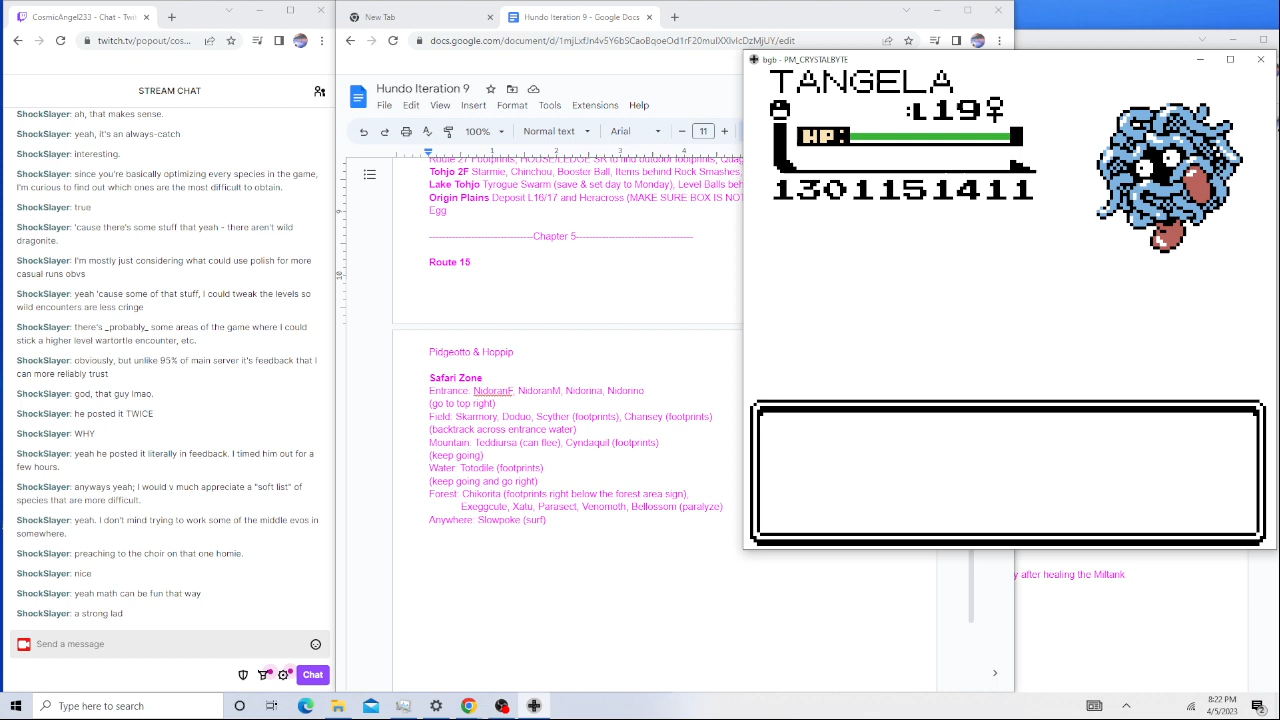 CosmicAngel233 - Chat - Twit
twitch.tv/popout/cos...
STREAM CHAT
ShockSlayer: ah, that makes sense.
ShockSlayer: yeah, it's an always-catch
ShockSlayer: interesting.
ShockSlayer: since you're basically optimizing every species in the game,
I'm curious to find out which ones are the most difficult to obtain.
ShockSlayer: true
ShockSlayer: 'cause there's some stuff that yeah - there aren't wild
dragonite.
ShockSlayer: I'm mostly just considering what could use polish for more
casual runs obvs
ShockSlayer: yeah 'cause some of that stuff, I could tweak the levels so
wild encounters are less cringe
ShockSlayer: there's _probably_ some areas of the game where I could
stick a higher level wartortle encounter, etc.
ShockSlayer: obviously, but unlike 95% of main server it's feedback that I
can more reliably trust
ShockSlayer: god, that guy lmao.
ShockSlayer: he posted it TWICE
ShockSlayer: WHY
ShockSlayer: yeah he posted it literally in feedback. I timed him out for a
few hours.
ShockSlayer: anyways yeah; I would v much appreciate a "soft list" of
species that are more difficult.
ShockSlayer: yeah. I don't mind trying to work some of the middle evos in
somewhere.
ShockSlayer: preaching to the choir on that one homie.
ShockSlayer: nice
ShockSlayer: yeah math can be fun that way
ShockSlayer: a strong lad
Send a message
Chat
New Tab
Hundo Iteration 9 - Google Docs
Hundo Iteration 9
File Edit View Insert Format Tools Extensions Help
100% Normal text Arial 11
1 2 3 4
9
10
Tohjo 2F Starmie, Chinchou, Booster Ball, Items behind Rock Smashes,
Lake Tohjo Tyrogue Swarm (save & set day to Monday), Level Balls beh
Origin Plains Deposit L16/17 and Heracross (MAKE SURE BOX IS NOT
Egg
Chapter 5
Route 15
Pidgeotto & Hoppip
Safari Zone
Entrance: NidoranF, NidoranM, Nidorina, Nidorino
(go to top right)
Field: Skarmory, Doduo, Scyther (footprints), Chansey (footprints)
(backtrack across entrance water)
Mountain: Teddiursa (can flee), Cyndaquil (footprints)
(keep going)
Water: Totodile (footprints)
(keep going and go right)
Forest: Chikorita (footprints right below the forest area sign),
Exeggcute, Xatu, Parasect, Venomoth, Bellossom (paralyze)
Anywhere: Slowpoke (surf)
y after healing the Miltank
bgb - PM_CRYSTALBYTE
TANGELA
:L19♀
HP:
1301151411
Type here to search
8:22 PM
4/5/2023
2